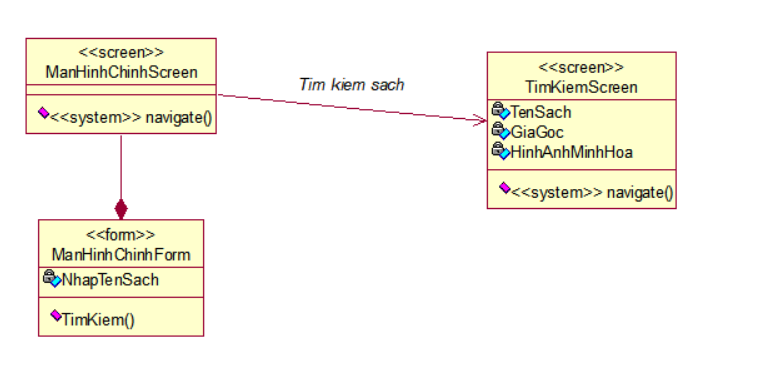 <<screen>>
ManHinhChinhScreen
<<system>> navigate()
Tim kiem sach
<<screen>>
TimKiemScreen
TenSach
GiaGoc
HinhAnhMinhHoa
<<system>> navigate()
<<form>>
ManHinhChinhForm
NhapTenSach
TimKiem()